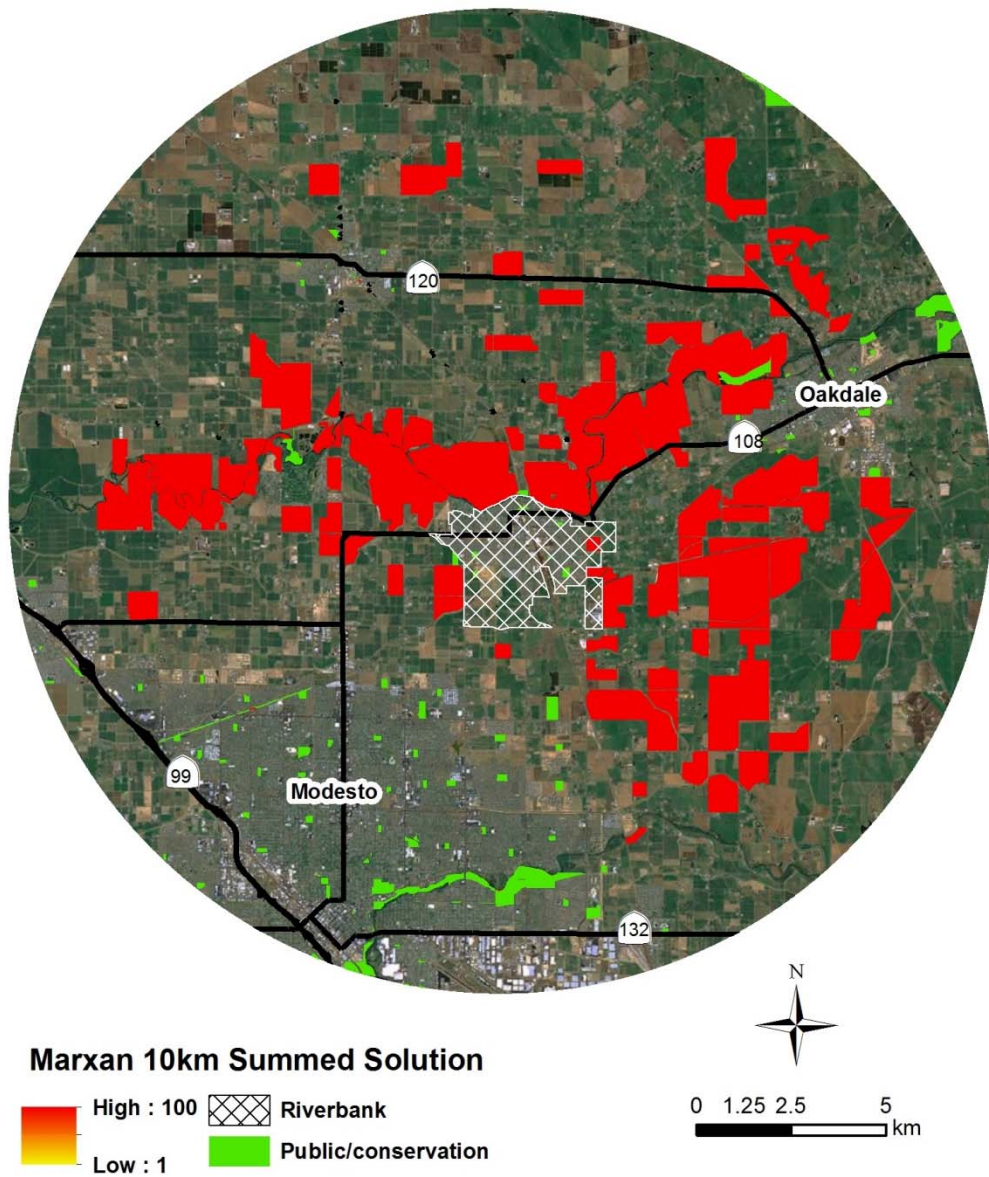 120
Oakdale
108
99
Modesto
132
N
Marxan 10km Summed Solution
High : 100
Low : 1
Riverbank
Public/conservation
0 1.25 2.5 5
km